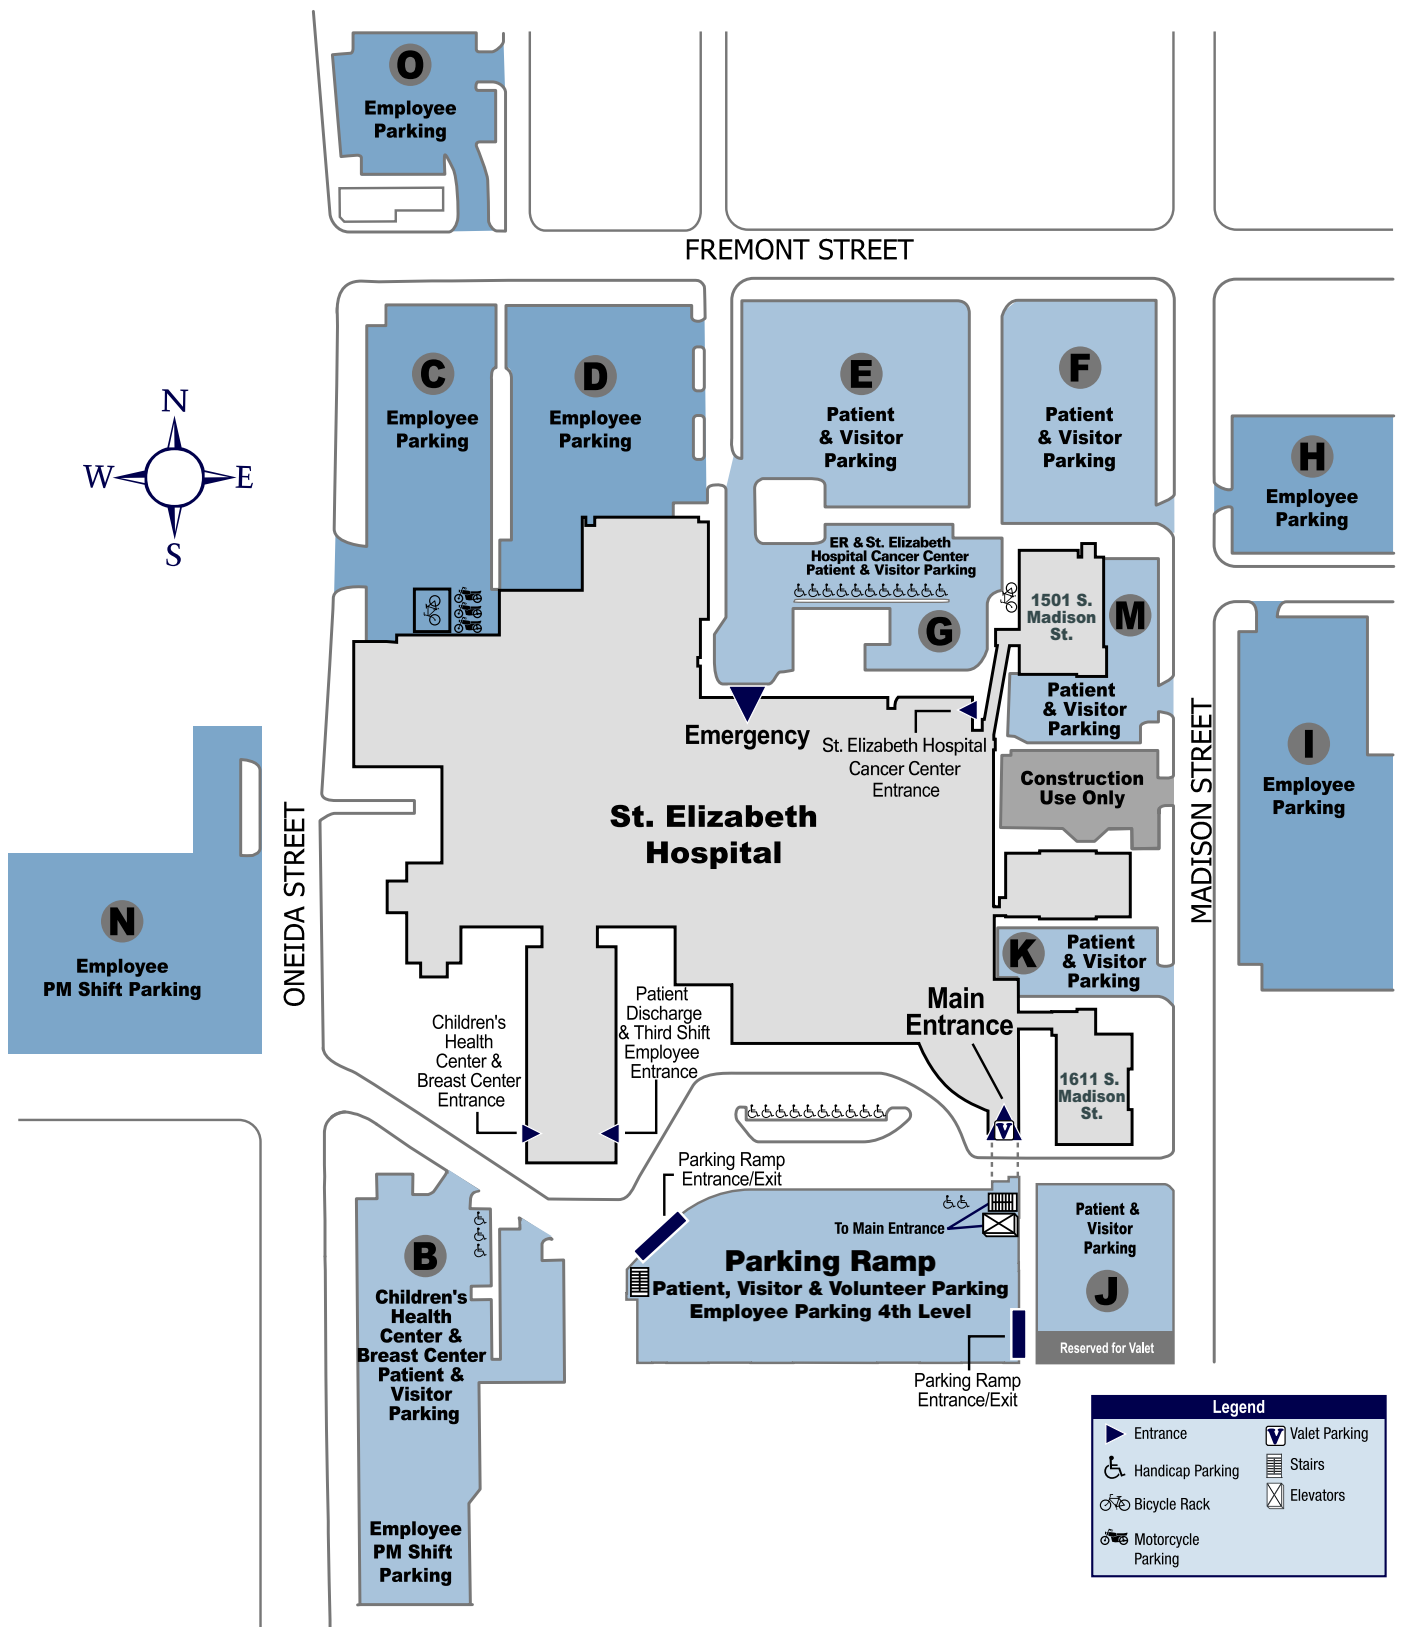 O
Employee
Parking
FREMONT STREET
C
Employee
Parking
D
Employee
Parking
E
Patient
& Visitor
Parking
F
Patient
& Visitor
Parking
H
Employee
Parking
N
W
E
S
ER & St. Elizabeth
Hospital Cancer Center
Patient & Visitor Parking
G
1501 S.
Madison
St.
M
Patient
& Visitor
Parking
Emergency
St. Elizabeth Hospital
Cancer Center
Entrance
Construction
Use Only
MADISON STREET
I
Employee
Parking
St. Elizabeth
Hospital
ONEIDA STREET
N
Employee
PM Shift Parking
K
Patient
& Visitor
Parking
Main
Entrance
Patient
Discharge
& Third Shift
Employee
Entrance
Children's
Health
Center &
Breast Center
Entrance
1611 S.
Madison
St.
V
Parking Ramp
Entrance/Exit
To Main Entrance
Parking Ramp
Patient, Visitor & Volunteer Parking
Employee Parking 4th Level
Patient &
Visitor
Parking
J
Reserved for Valet
B
Children's
Health
Center &
Breast Center
Patient &
Visitor
Parking
Parking Ramp
Entrance/Exit
Employee
PM Shift
Parking
Legend
Entrance
Handicap Parking
Bicycle Rack
Motorcycle
Parking
V Valet Parking
Stairs
Elevators